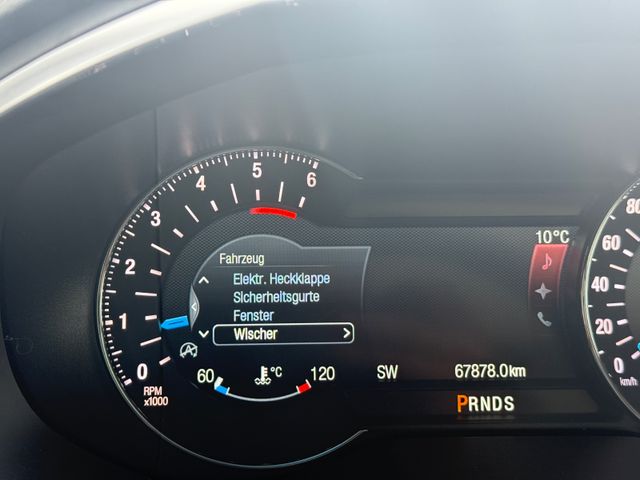 5
4
6
3
2
1
0
RPM
x1000
Fahrzeug
Elektr. Heckklappe
Sicherheitsgurte
Fenster
Wischer
60
°C
120
SW
67878.0km
PRNDS
10°C
80
60
40
20
0
km/h